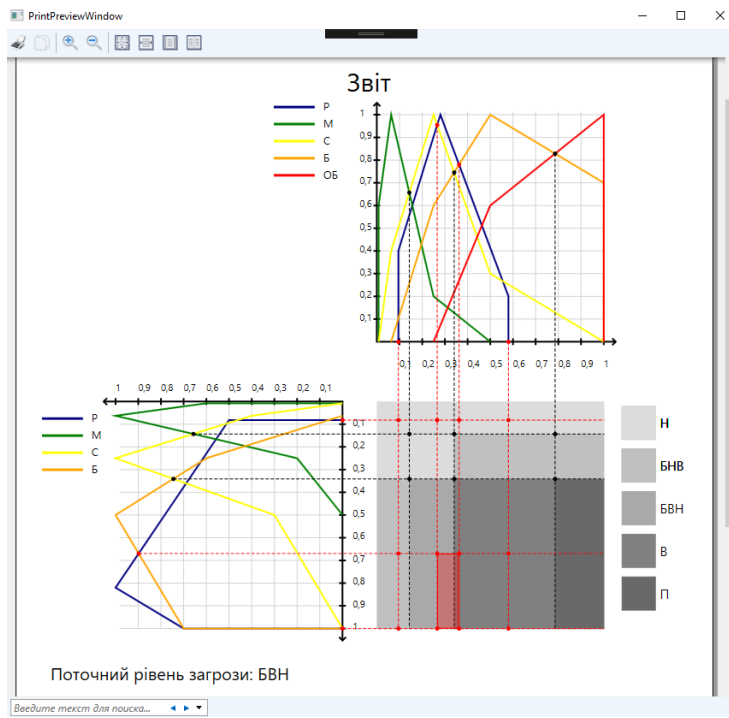 PrintPreviewWindow
Звіт
Р
М
С
Б
ОБ
1
0,9
0,8
0,7
0,6
0,5
0,4
0,3
0,2
0,1
0,1 0,2 0,3 0,4 0,5 0,6 0,7 0,8 0,9 1
1 0,9 0,8 0,7 0,6 0,5 0,4 0,3 0,2 0,1
Р
М
С
Б
0,1
0,2
0,3
0,4
0,5
0,6
0,7
0,8
0,9
1
Н
БНВ
БВН
В
П
Поточний рівень загрози: БВН
Введите текст для поиска...